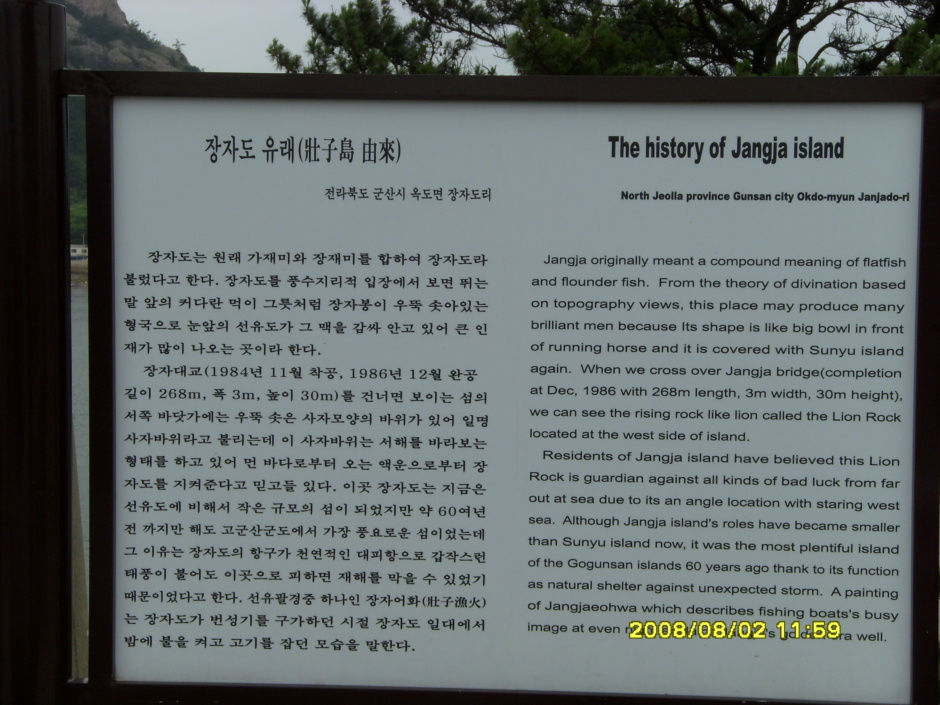 장자도 유래(壯子島 由來)
전라북도 군산시 옥도면 장자도리
장자도는 원래 가재미와 장재미를 합하여 장자도라
불렀다고 한다. 장자도를 풍수지리적 입장에서 보면 뛰는
말 앞의 커다란 먹이 그릇처럼 장자봉이 우뚝 솟아있는
형국으로 눈앞의 선유도가 그 맥을 감싸 안고 있어 큰 인
재가 많이 나오는 곳이라 한다.
장자대교(1984년 11월 착공, 1986년 12월 완공
길이 268m, 폭 3m, 높이 30m)를 건너면 보이는 섬의
서쪽 바닷가에는 우뚝 솟은 사자모양의 바위가 있어 일명
사자바위라고 불리는데 이 사자바위는 서해를 바라보는
형태를 하고 있어 먼 바다로부터 오는 액운으로부터 장
자도를 지켜준다고 믿고들 있다. 이곳 장자도는 지금은
선유도에 비해서 작은 규모의 섬이 되었지만 약 60여년
전 까지만 해도 고군산군도에서 가장 풍요로운 섬이었는데
그 이유는 장자도의 항구가 천연적인 대피항으로 갑작스런
태풍이 불어도 이곳으로 피하면 재해를 막을 수 있었기
때문이었다고 한다. 선유팔경중 하나인 장자어화(壯子漁火)
는 장자도가 번성기를 구가하던 시절 장자도 일대에서
밤에 불을 켜고 고기를 잡던 모습을 말한다.
The history of Jangja island
North Jeolla province Gunsan city Okdo-myun Janjado-ri
Jangja originally meant a compound meaning of flatfish
and flounder fish. From the theory of divination based
on topography views, this place may produce many
brilliant men because Its shape is like big bowl in front
of running horse and it is covered with Sunyu island
again. When we cross over Jangja bridge(completion
at Dec, 1986 with 268m length, 3m width, 30m height),
we can see the rising rock like lion called the Lion Rock
located at the west side of island.
Residents of Jangja island have believed this Lion
Rock is guardian against all kinds of bad luck from far
out at sea due to its an angle location with staring west
sea. Although Jangja island's roles have became smaller
than Sunyu island now, it was the most plentiful island
of the Gogunsan islands 60 years ago thank to its function
as natural shelter against unexpected storm. A painting
of Jangjaeohwa which describes fishing boats's busy
image at even well.
2008/08/02 11:59